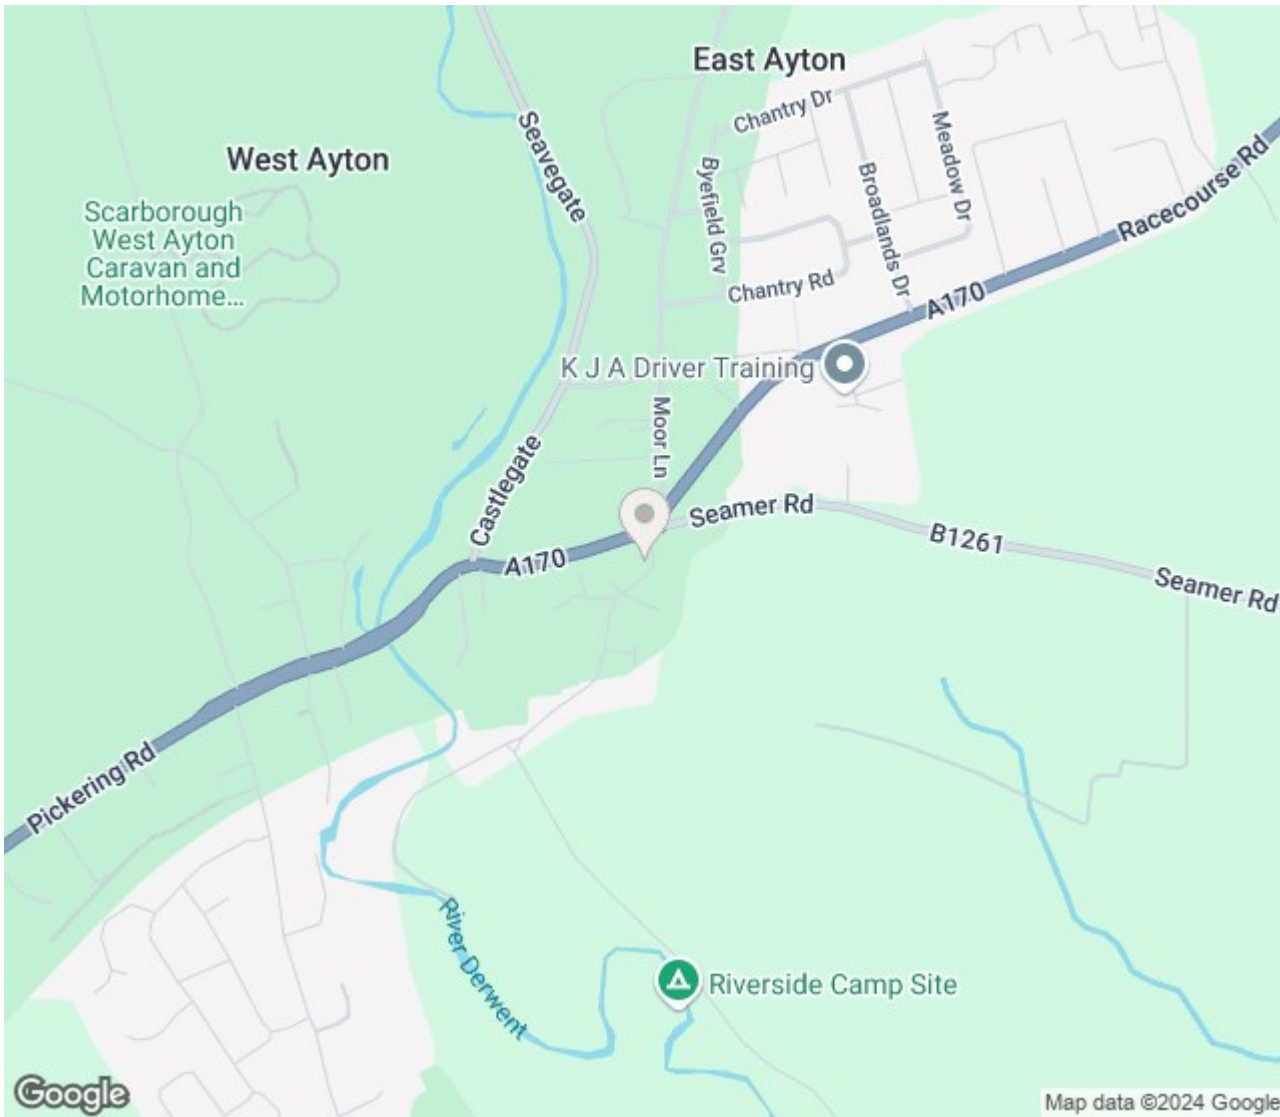 East Ayton
Chantry Dr
Seavegate
Meadow Dr
West Ayton
Racecourse Rd
Byefield Grv
Broadlands Dr
Scarborough
West Ayton
Caravan and
Motorhome...
Chantry Rd
A170
K J A Driver Training
Moor Ln
Castlegate
Seamer Rd
B1261
A170
Seamer Rd
Pickering Rd
River Derwent
Riverside Camp Site
Google
Map data ©2024 Google